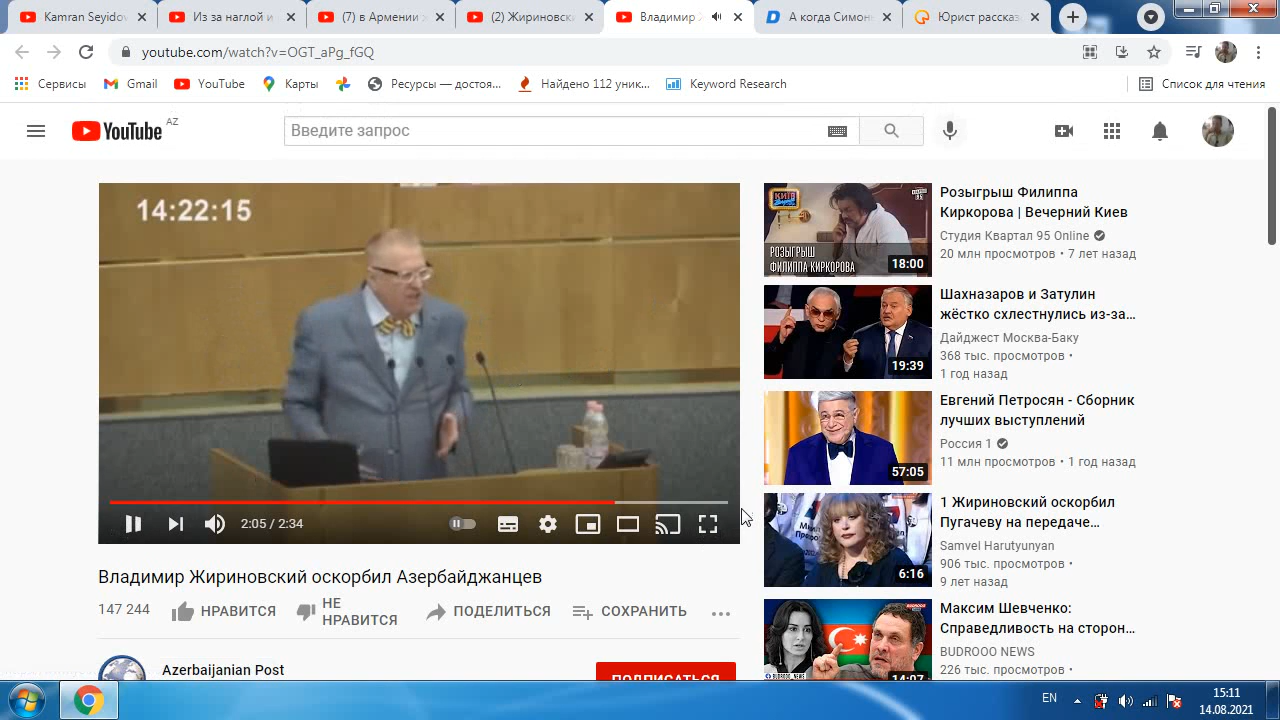 Kamran Seyidov
Из за наглой и
(7) в Армении х
(2) Жиринов
Владимир
А когда Симон
Юрист расска
youtube.com/watch?v=OGT_aPg_fGQ
Сервисы
Gmail
YouTube
Карты
Ресурсы — достоя...
Найдено 112 уник...
Keyword Research
Список для чтения
YouTube AZ
Введите запрос
14:22:15
2:05 / 2:34
Владимир Жириновский оскорбил Азербайджанцев
147 244
НРАВИТСЯ
НЕ
НРАВИТСЯ
ПОДЕЛИТЬСЯ
СОХРАНИТЬ
Azerbaijanian Post
ПОДПИСАТЬСЯ
РОЗЫГРЫШ
ФИЛИППА КИРКОРОВА
18:00
Розыгрыш Филиппа
Киркорова | Вечерний Киев
Студия Квартал 95 Online
20 млн просмотров • 7 лет назад
19:39
Шахназаров и Затулин
жёстко схлестнулись из-за...
Дайджест Москва-Баку
368 тыс. просмотров •
1 год назад
57:05
Евгений Петросян - Сборник
лучших выступлений
Россия 1
11 млн просмотров • 1 год назад
6:16
1 Жириновский оскорбил
Пугачеву на передаче...
Samvel Harutyunyan
906 тыс. просмотров •
9 лет назад
BUDROOO_NEWS
14:07
Максим Шевченко:
Справедливость на сторон...
BUDROOO NEWS
226 тыс. просмотров •
EN
15:11
14.08.2021